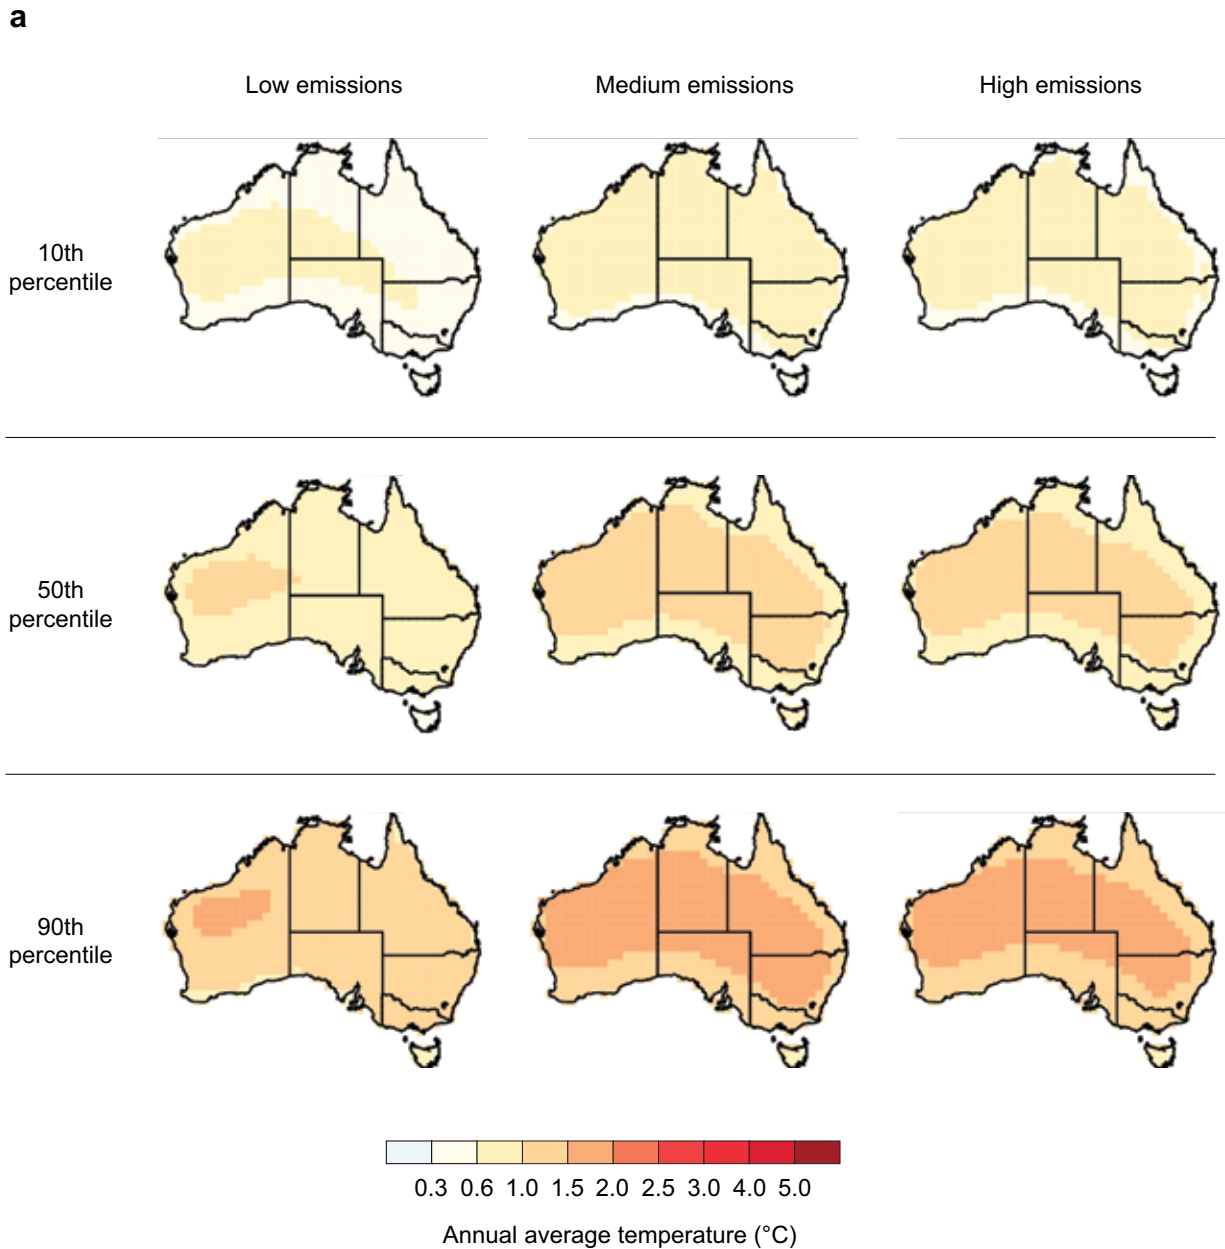 a
Low emissions
Medium emissions
High emissions
10th
percentile
50th
percentile
90th
percentile
0.3 0.6 1.0 1.5 2.0 2.5 3.0 4.0 5.0
Annual average temperature (°C)